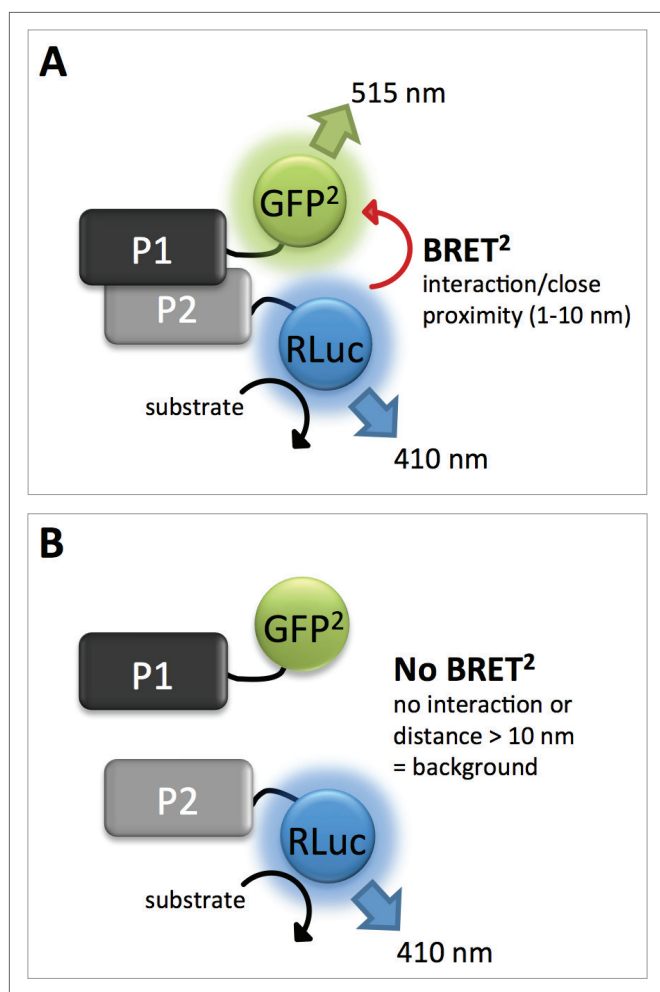 A
515 nm
GFP²
P1
BRET²
interaction/close
proximity (1-10 nm)
P2
RLuc
substrate
410 nm
B
GFP²
P1
No BRET²
no interaction or
distance > 10 nm
= background
P2
RLuc
substrate
410 nm